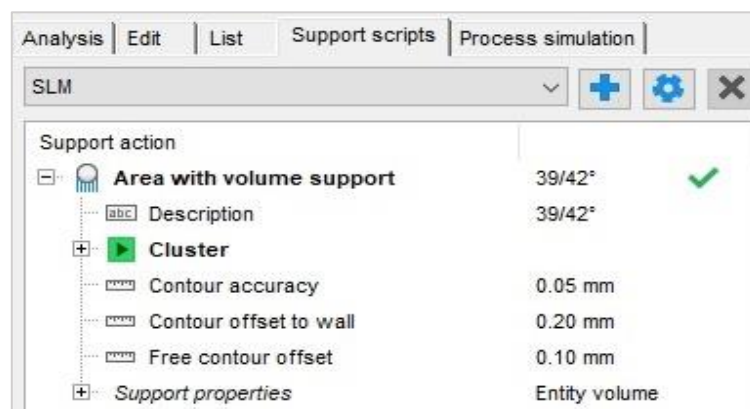 Analysis Edit List Support scripts Process simulation
SLM
Support action
Area with volume support 39/42°
abc Description 39/42°
Cluster
Contour accuracy 0.05 mm
Contour offset to wall 0.20 mm
Free contour offset 0.10 mm
Support properties Entity volume